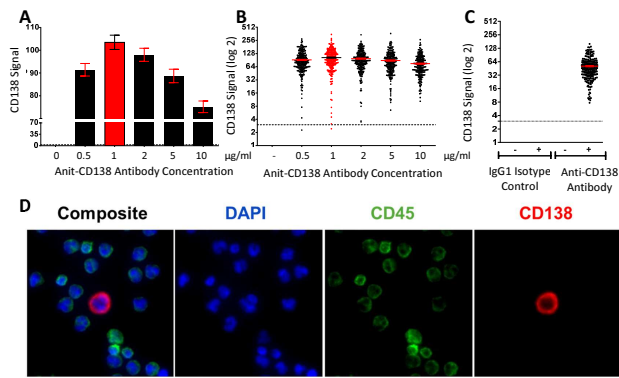 A
B
C
CD138 Signal
110
100
90
80
70
35
0
0 0.5 1 2 5 10 µg/ml
Anit-CD138 Antibody Concentration
CD138 Signal (log 2)
512
256
128
64
32
16
8
4
2
1
- 0.5 1 2 5 10 µg/ml
Anit-CD138 Antibody Concentration
CD138 Signal (log 2)
512
256
128
64
32
16
8
4
2
1
- + - +
IgG1 Isotype
Control
Anti-CD138
Antibody
D
Composite DAPI CD45 CD138